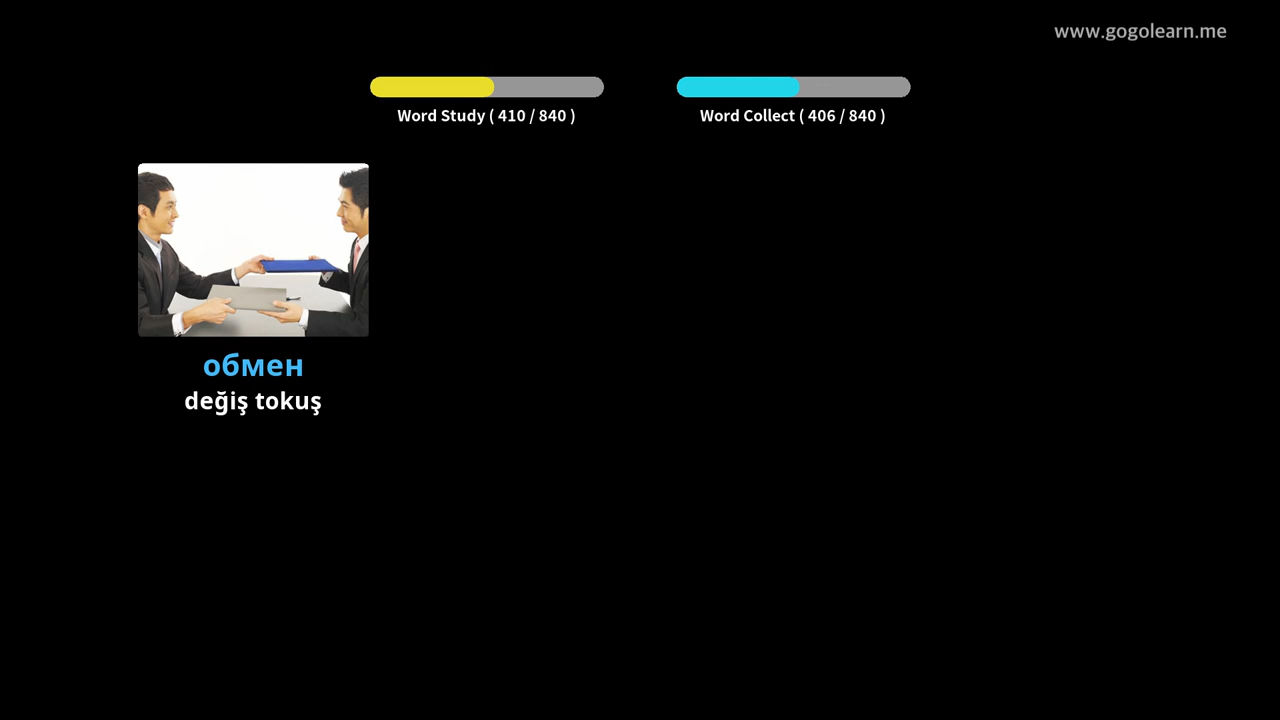 www.gogolearn.me
Word Study ( 410 / 840 )
Word Collect ( 406 / 840 )
обмен
değiş tokuş